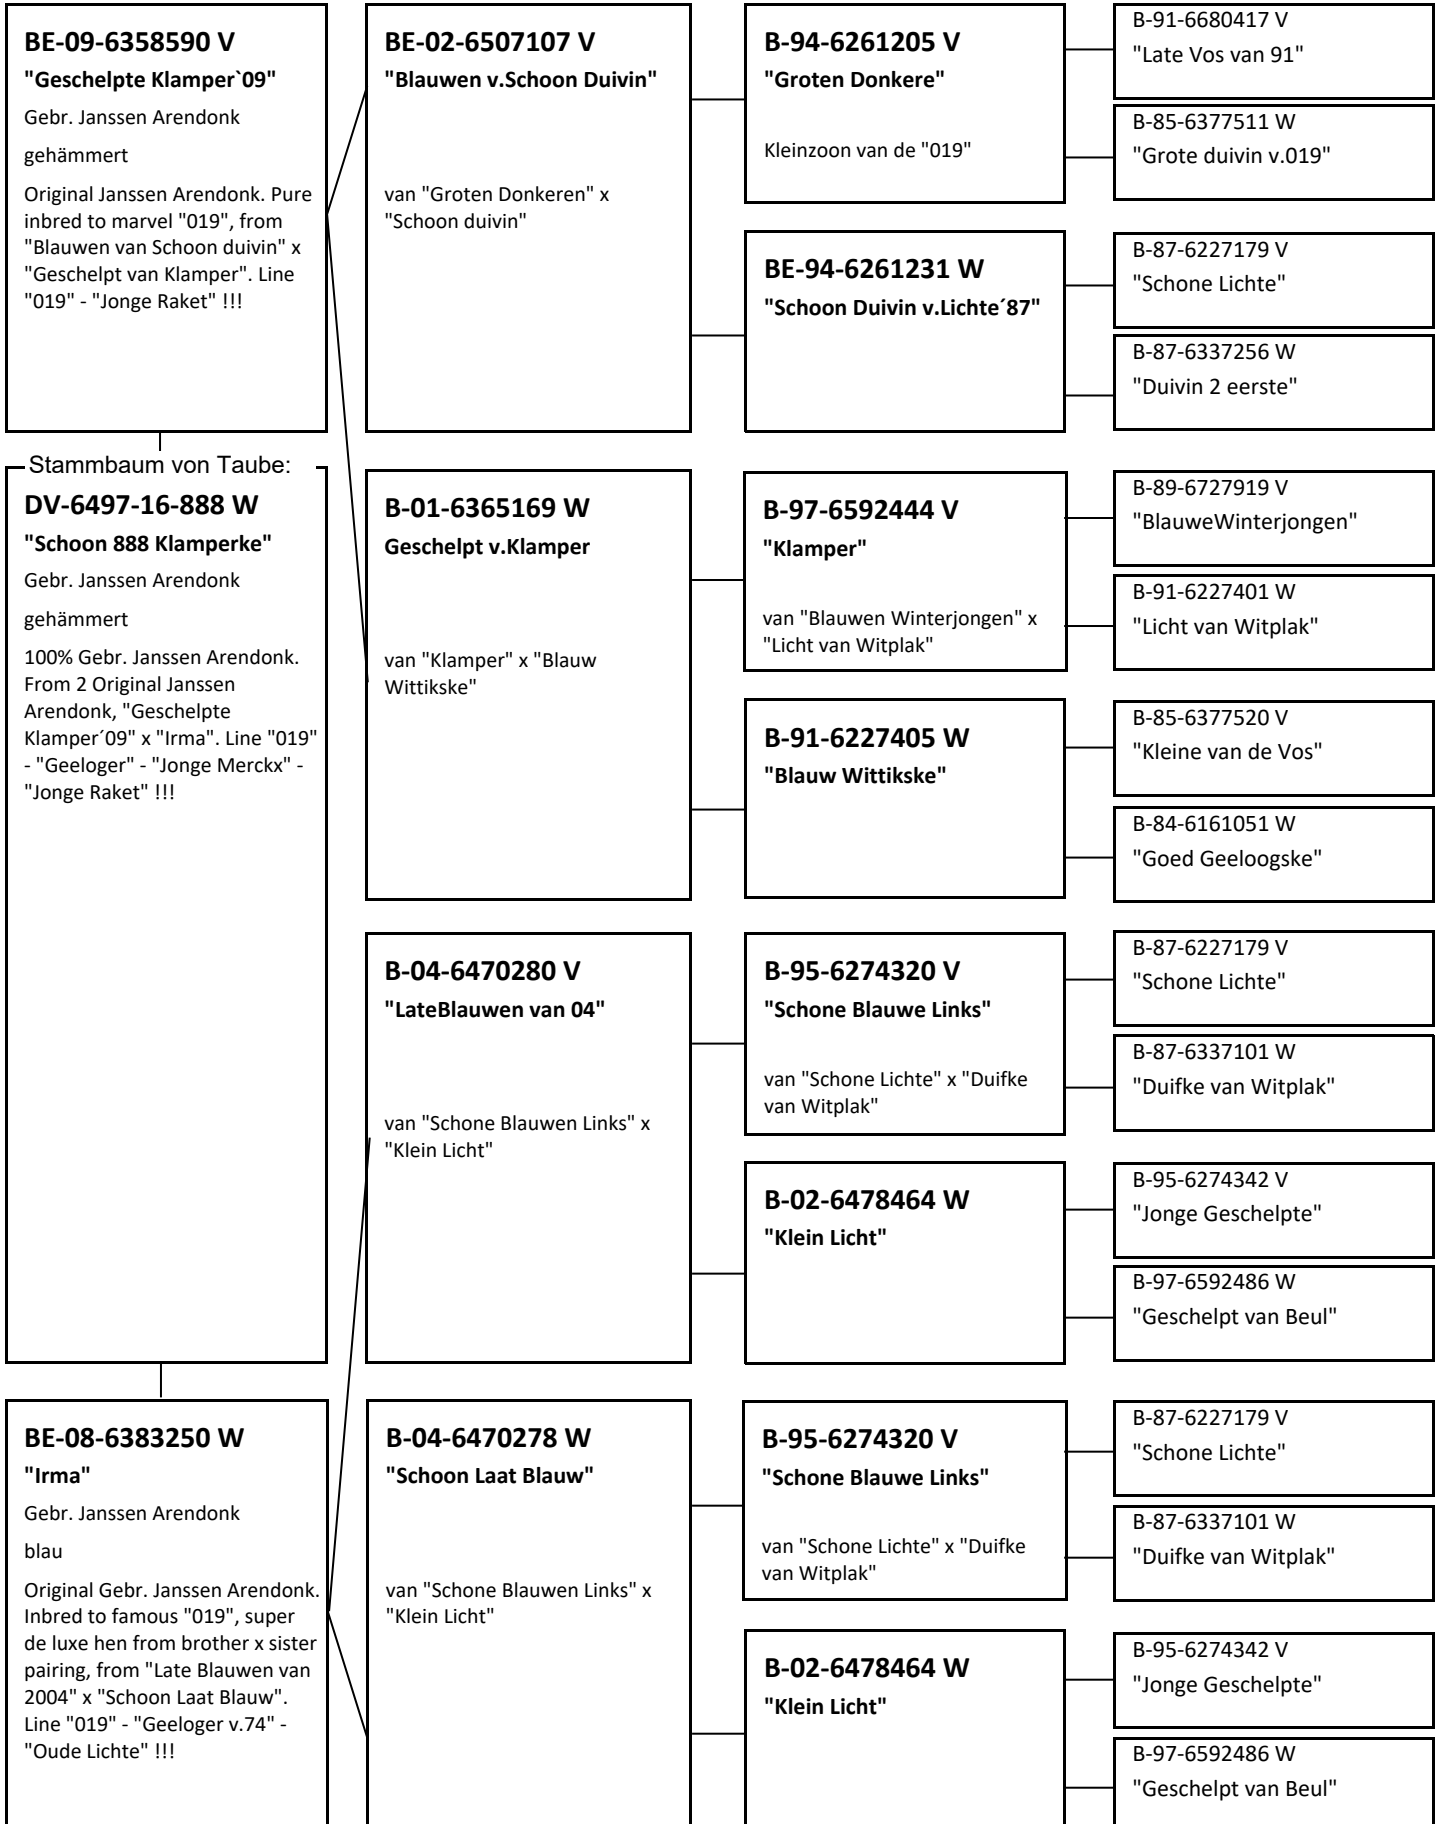 BE-09-6358590 V
"Geschelpte Klamper`09"
Gebr. Janssen Arendonk
gehämmert
Original Janssen Arendonk. Pure
inbred to marvel "019", from
"Blauwen van Schoon duivin" x
"Geschelpt van Klamper". Line
"019" - "Jonge Raket" !!!
Stammbaum von Taube:
DV-6497-16-888 W
"Schoon 888 Klamperke"
Gebr. Janssen Arendonk
gehämmert
100% Gebr. Janssen Arendonk.
From 2 Original Janssen
Arendonk, "Geschelpte
Klamper´09" x "Irma". Line "019"
- "Geeloger" - "Jonge Merckx" -
"Jonge Raket" !!!
BE-08-6383250 W
"Irma"
Gebr. Janssen Arendonk
blau
Original Gebr. Janssen Arendonk.
Inbred to famous "019", super
de luxe hen from brother x sister
pairing, from "Late Blauwen van
2004" x "Schoon Laat Blauw".
Line "019" - "Geeloger v.74" -
"Oude Lichte" !!!
BE-02-6507107 V
"Blauwen v.Schoon Duivin"
van "Groten Donkeren" x
"Schoon duivin"
B-01-6365169 W
Geschelpt v.Klamper
van "Klamper" x "Blauw
Wittikske"
B-04-6470280 V
"LateBlauwen van 04"
van "Schone Blauwen Links" x
"Klein Licht"
B-04-6470278 W
"Schoon Laat Blauw"
van "Schone Blauwen Links" x
"Klein Licht"
B-94-6261205 V
"Groten Donkere"
Kleinzoon van de "019"
BE-94-6261231 W
"Schoon Duivin v.Lichte´87"
B-97-6592444 V
"Klamper"
van "Blauwen Winterjongen" x
"Licht van Witplak"
B-91-6227405 W
"Blauw Wittikske"
B-95-6274320 V
"Schone Blauwe Links"
van "Schone Lichte" x "Duifke
van Witplak"
B-02-6478464 W
"Klein Licht"
B-95-6274320 V
"Schone Blauwe Links"
van "Schone Lichte" x "Duifke
van Witplak"
B-02-6478464 W
"Klein Licht"
B-91-6680417 V
"Late Vos van 91"
B-85-6377511 W
"Grote duivin v.019"
B-87-6227179 V
"Schone Lichte"
B-87-6337256 W
"Duivin 2 eerste"
B-89-6727919 V
"BlauweWinterjongen"
B-91-6227401 W
"Licht van Witplak"
B-85-6377520 V
"Kleine van de Vos"
B-84-6161051 W
"Goed Geeloogske"
B-87-6227179 V
"Schone Lichte"
B-87-6337101 W
"Duifke van Witplak"
B-95-6274342 V
"Jonge Geschelpte"
B-97-6592486 W
"Geschelpt van Beul"
B-87-6227179 V
"Schone Lichte"
B-87-6337101 W
"Duifke van Witplak"
B-95-6274342 V
"Jonge Geschelpte"
B-97-6592486 W
"Geschelpt van Beul"